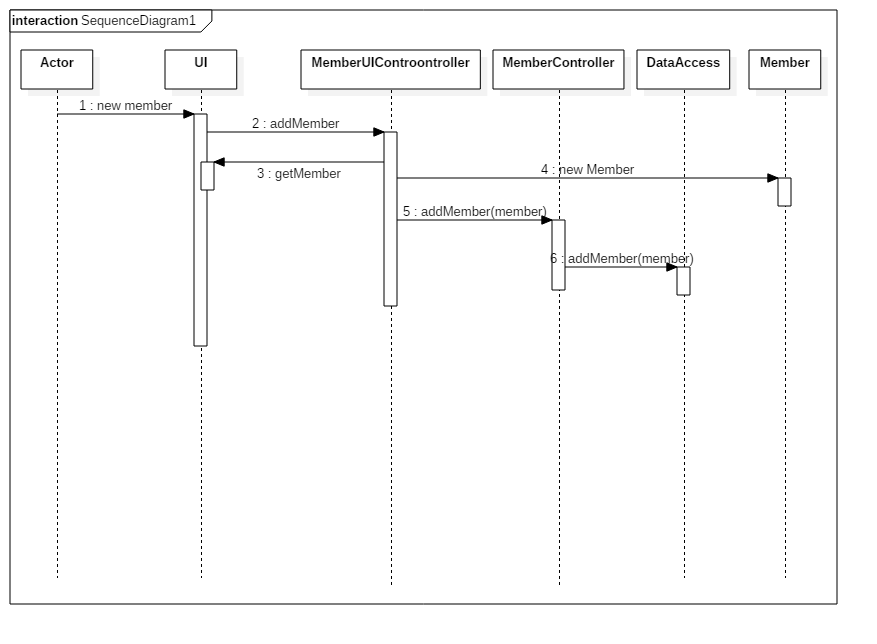 interaction SequenceDiagram1
Actor
UI
MemberUIControontroller
MemberController
DataAccess
Member
1 : new member
2 : addMember
3 : getMember
4 : new Member
5 : addMember(member)
6 : addMember(member)